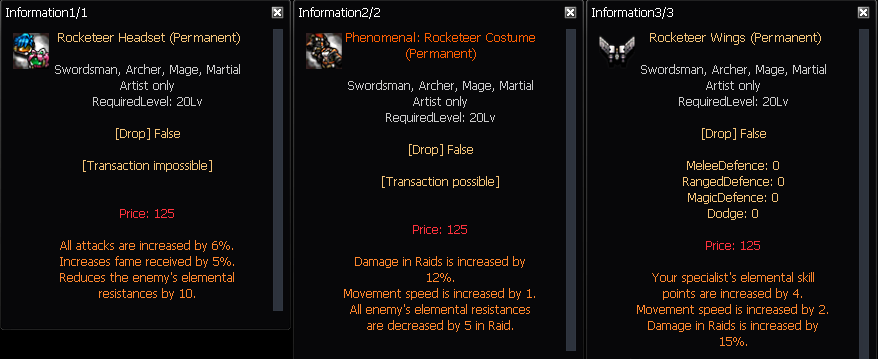 Information1/1
Rocketeer Headset (Permanent)
Swordsman, Archer, Mage, Martial
Artist only
RequiredLevel: 20Lv
[Drop] False
[Transaction impossible]
Price: 125
All attacks are increased by 6%.
Increases fame received by 5%.
Reduces the enemy's elemental
resistances by 10.
Information2/2
Phenomenal: Rocketeer Costume
(Permanent)
Swordsman, Archer, Mage, Martial
Artist only
RequiredLevel: 20Lv
[Drop] False
[Transaction possible]
Price: 125
Damage in Raids is increased by
12%.
Movement speed is increased by 1.
All enemy's elemental resistances
are decreased by 5 in Raid.
Information3/3
Rocketeer Wings (Permanent)
Swordsman, Archer, Mage, Martial
Artist only
RequiredLevel: 20Lv
[Drop] False
MeleeDefence: 0
RangedDefence: 0
MagicDefence: 0
Dodge: 0
Price: 125
Your specialist's elemental skill
points are increased by 4.
Movement speed is increased by 2.
Damage in Raids is increased by
15%.